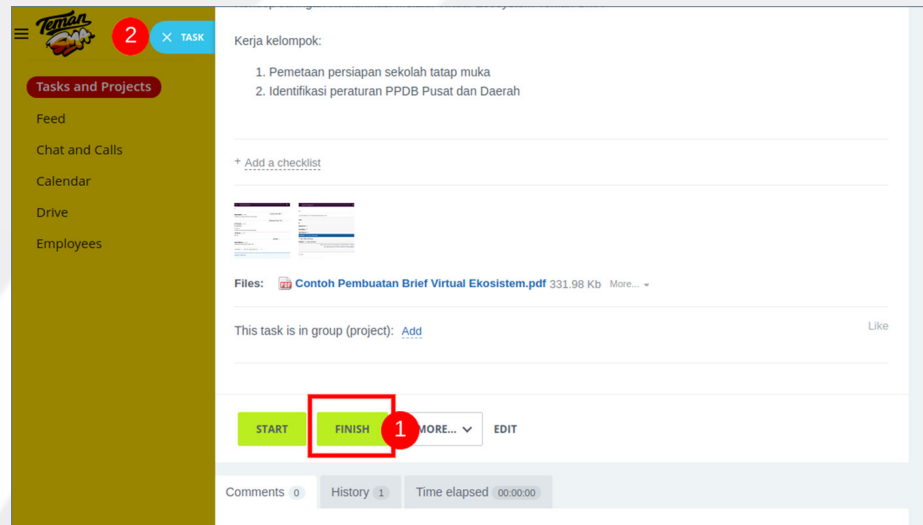 Teman
SMA
2
× TASK
Tasks and Projects
Feed
Chat and Calls
Calendar
Drive
Employees
Kerja kelompok:
1. Pemetaan persiapan sekolah tatap muka
2. Identifikasi peraturan PPDB Pusat dan Daerah
+ Add a checklist
Files: PDF Contoh Pembuatan Brief Virtual Ekosistem.pdf 331.98 Kb More...
This task is in group (project): Add
Like
START FINISH 1 MORE... EDIT
Comments 0 History 1 Time elapsed 00:00:00